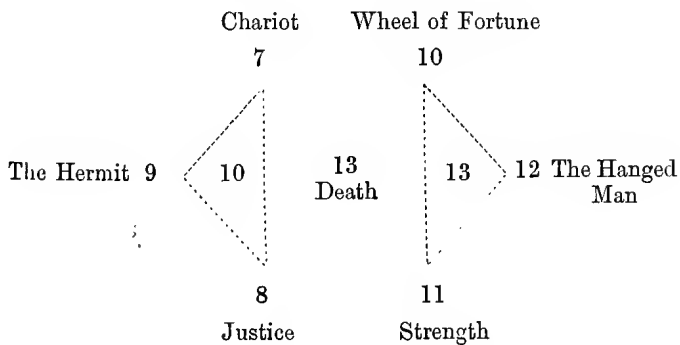 Chariot Wheel of Fortune
7 10
The Hermit 9 10 13 13 12 The Hanged
Death Man
8 11
Justice Strength